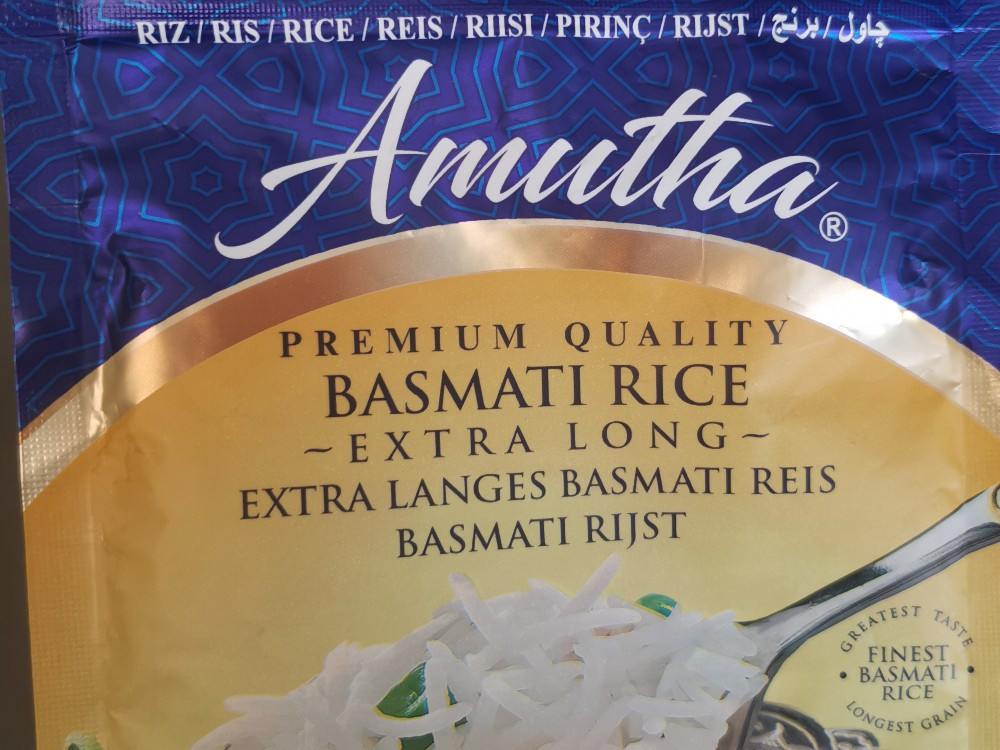 RIZ / RIS / RICE / REIS / RIISI / PIRINÇ / RIJST / برنج / چاول
Amutha®
PREMIUM QUALITY
BASMATI RICE
~EXTRA LONG~
EXTRA LANGES BASMATI REIS
BASMATI RIJST
GREATEST TASTE
FINEST
• BASMATI •
RICE
LONGEST GRAIN